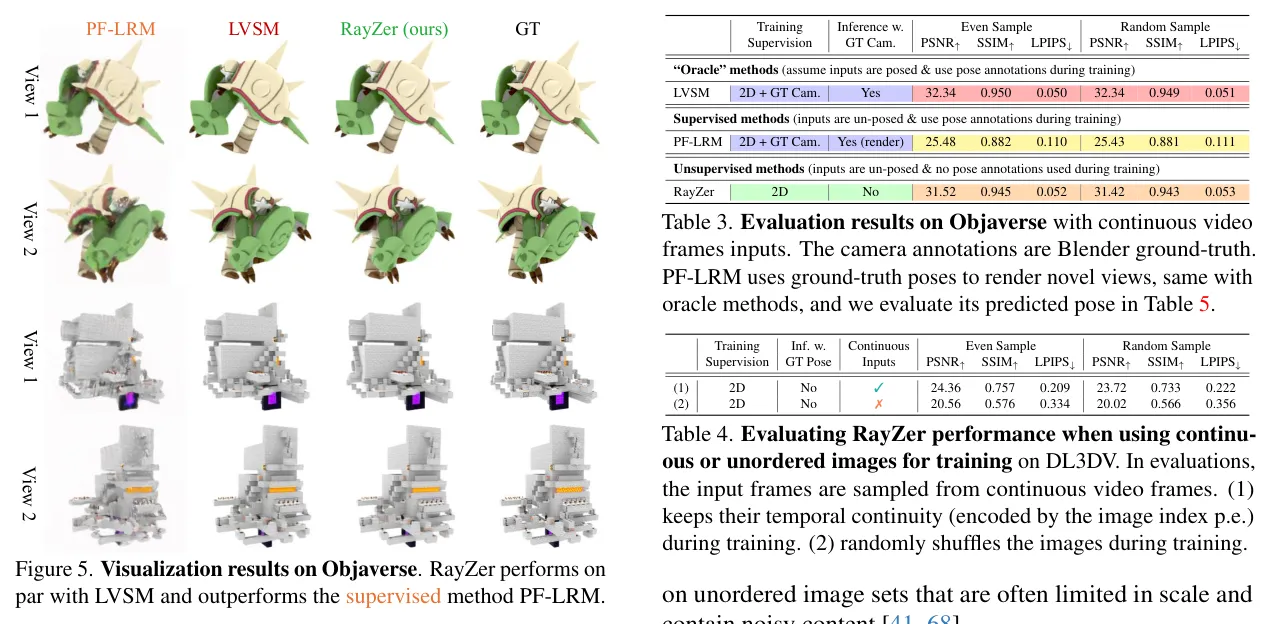 PF-LRM LVSM RayZer (ours) GT
View 1
View 2
View 1
View 2
Figure 5. Visualization results on Objaverse. RayZer performs on
par with LVSM and outperforms the supervised method PF-LRM.
Training Inference w. Even Sample Random Sample
Supervision GT Cam. PSNR↑ SSIM↑ LPIPS↓ PSNR↑ SSIM↑ LPIPS↓
“Oracle” methods (assume inputs are posed & use pose annotations during training)
LVSM 2D + GT Cam. Yes 32.34 0.950 0.050 32.34 0.949 0.051
Supervised methods (inputs are un-posed & use pose annotations during training)
PF-LRM 2D + GT Cam. Yes (render) 25.48 0.882 0.110 25.43 0.881 0.111
Unsupervised methods (inputs are un-posed & no pose annotations used during training)
RayZer 2D No 31.52 0.945 0.052 31.42 0.943 0.053
Table 3. Evaluation results on Objaverse with continuous video
frames inputs. The camera annotations are Blender ground-truth.
PF-LRM uses ground-truth poses to render novel views, same with
oracle methods, and we evaluate its predicted pose in Table 5.
Training Inf. w. Continuous Even Sample Random Sample
Supervision GT Pose Inputs PSNR↑ SSIM↑ LPIPS↓ PSNR↑ SSIM↑ LPIPS↓
(1) 2D No ✓ 24.36 0.757 0.209 23.72 0.733 0.222
(2) 2D No ✗ 20.56 0.576 0.334 20.02 0.566 0.356
Table 4. Evaluating RayZer performance when using continu-
ous or unordered images for training on DL3DV. In evaluations,
the input frames are sampled from continuous video frames. (1)
keeps their temporal continuity (encoded by the image index p.e.)
during training. (2) randomly shuffles the images during training.
on unordered image sets that are often limited in scale and
contain noisy content [41, 68]